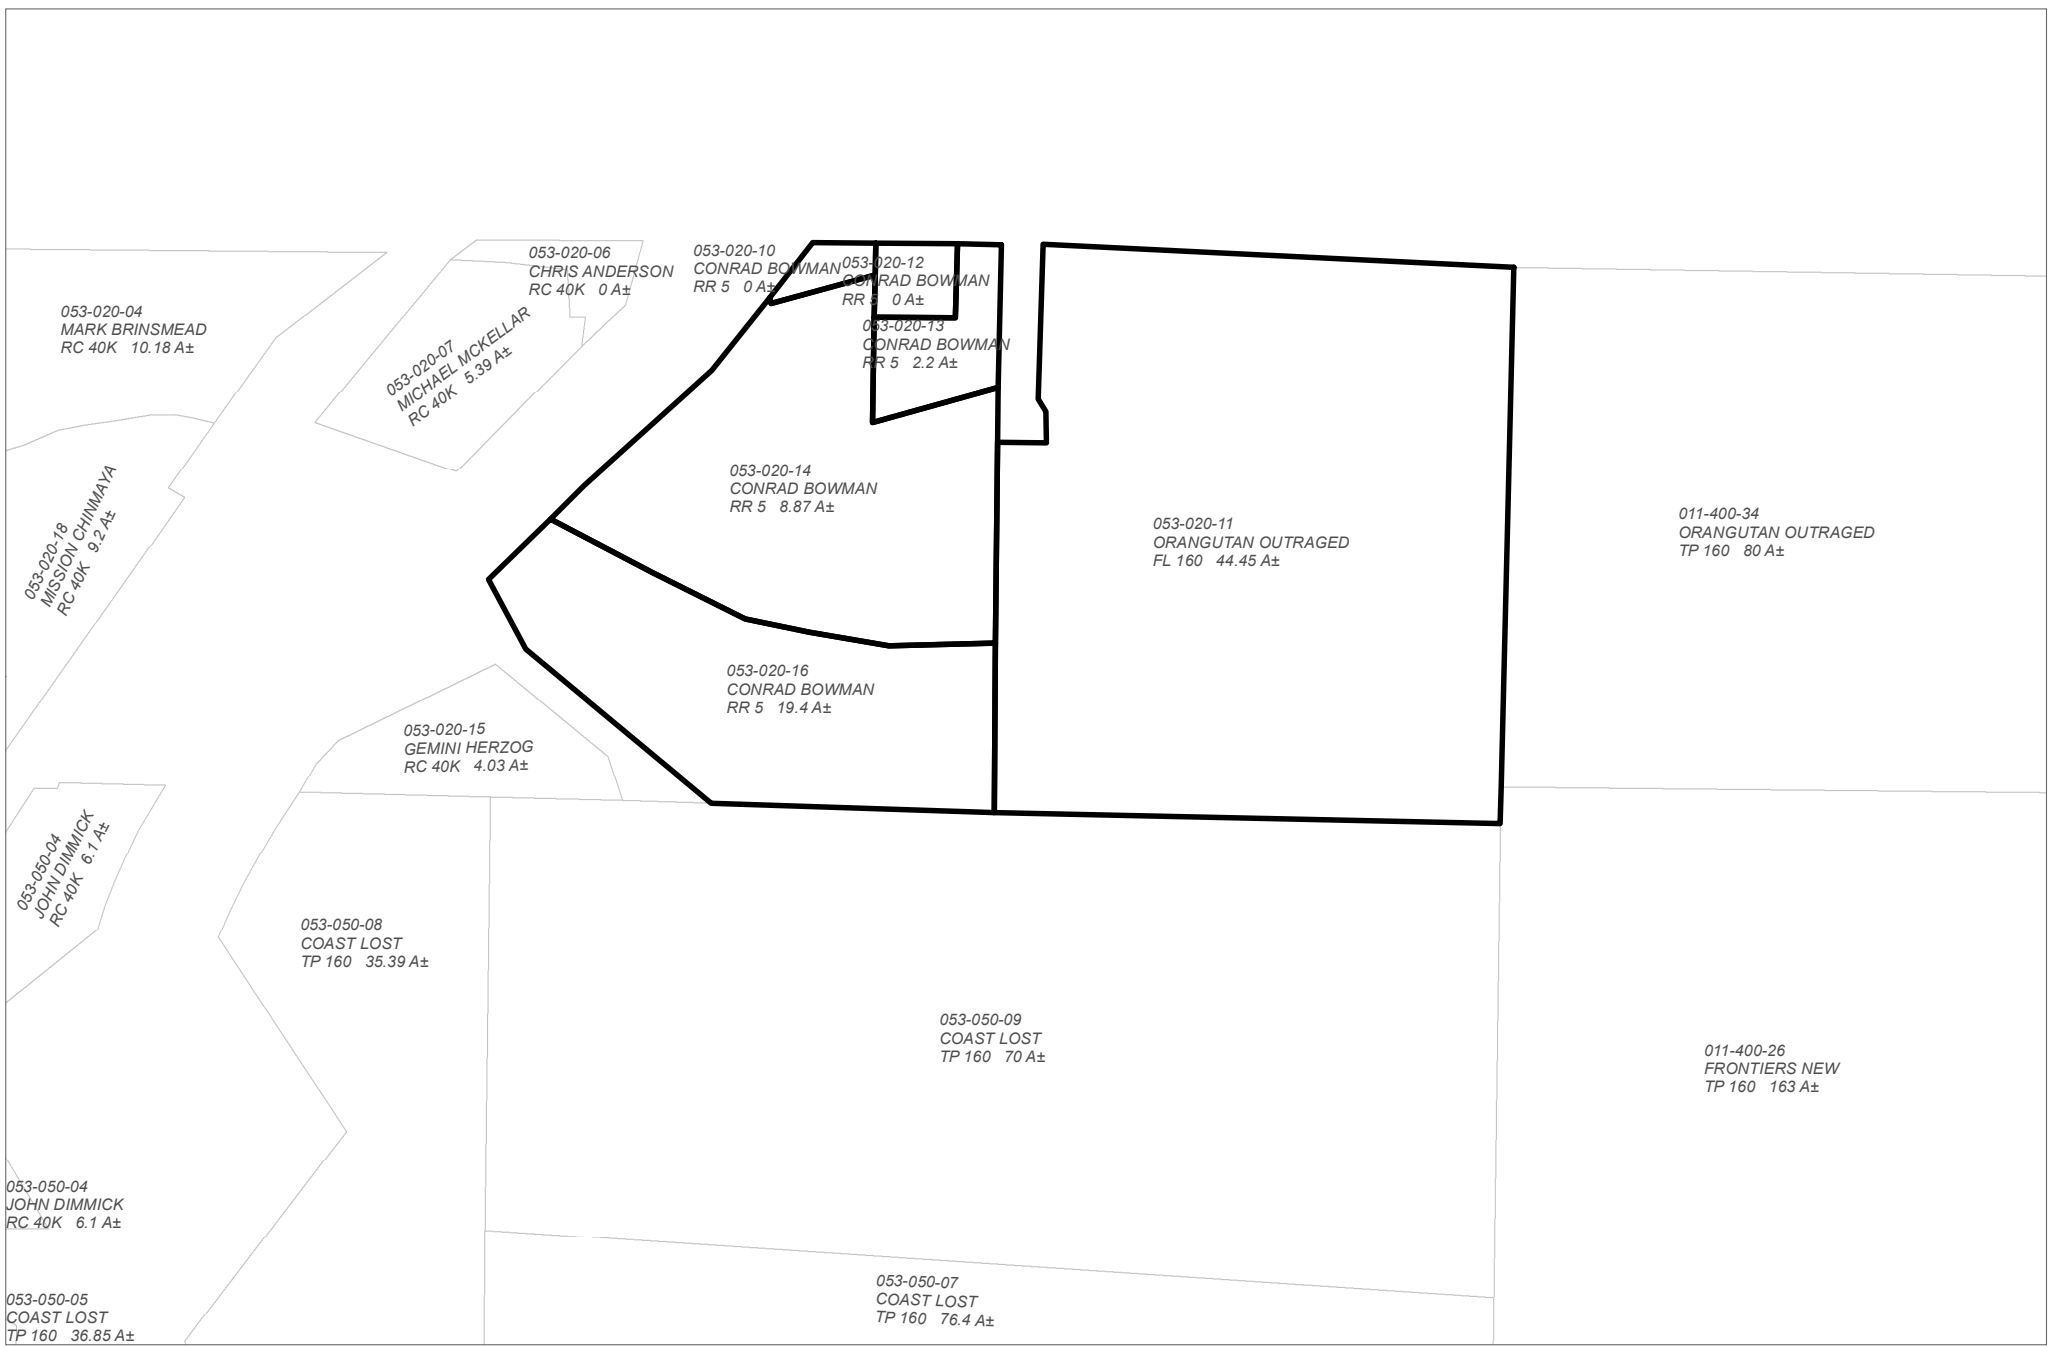 053-020-06
CHRIS ANDERSON
RC 40K 0 A±
053-020-10
CONRAD BOWMAN
RR 5 0 A±
053-020-12
CONRAD BOWMAN
RR 5 0 A±
053-020-04
MARK BRINSMEAD
RC 40K 10.18 A±
053-020-07
MICHAEL MCKELLAR
RC 40K 5.39 A±
053-020-13
CONRAD BOWMAN
RR 5 2.2 A±
053-020-14
CONRAD BOWMAN
RR 5 8.87 A±
053-020-18
MISSION CHINMAYA
RC 40K 9.2 A±
053-020-11
ORANGUTAN OUTRAGED
FL 160 44.45 A±
011-400-34
ORANGUTAN OUTRAGED
TP 160 80 A±
053-020-16
CONRAD BOWMAN
RR 5 19.4 A±
053-020-15
GEMINI HERZOG
RC 40K 4.03 A±
053-050-04
JOHN DIMMICK
RC 40K 6.1 A±
053-050-08
COAST LOST
TP 160 35.39 A±
053-050-09
COAST LOST
TP 160 70 A±
011-400-26
FRONTIERS NEW
TP 160 163 A±
053-050-04
JOHN DIMMICK
RC 40K 6.1 A±
053-050-05
COAST LOST
TP 160 36.85 A±
053-050-07
COAST LOST
TP 160 76.4 A±